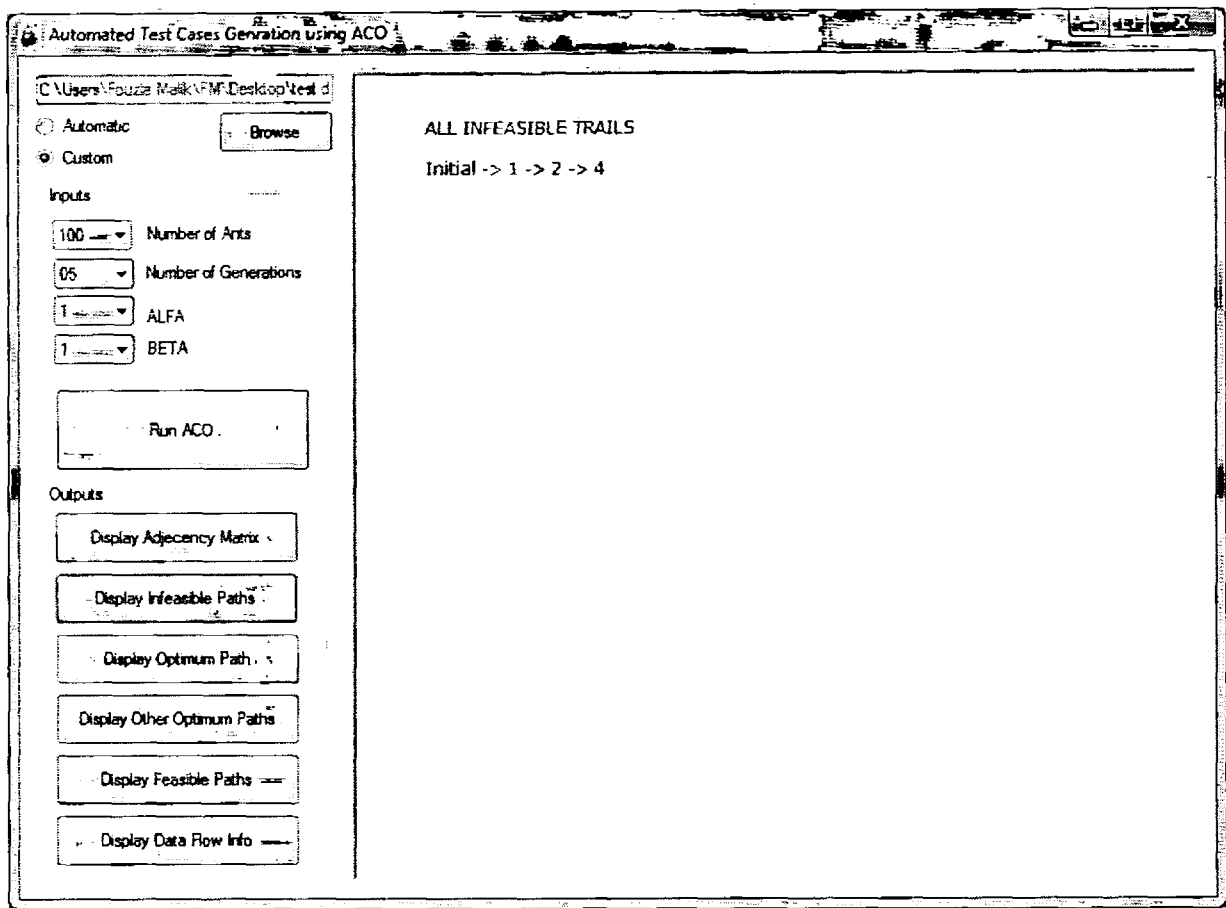 Automated Test Cases Genration using ACO
C:\Users\Fouzia Malik\FM\Desktop\test d
Automatic
Browse
Custom
Inputs
100
Number of Ants
05
Number of Generations
1
ALFA
1
BETA
Run ACO
Outputs
Display Adjecency Matrix
Display Infeasible Paths
Display Optimum Path
Display Other Optimum Paths
Display Feasible Paths
Display Data Flow Info
ALL INFEASIBLE TRAILS
Initial -> 1 -> 2 -> 4